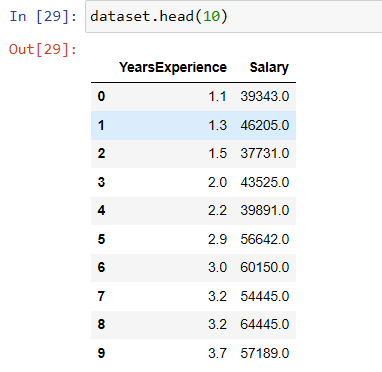 In [29]: dataset.head(10)
Out[29]:
YearsExperience Salary
0 1.1 39343.0
1 1.3 46205.0
2 1.5 37731.0
3 2.0 43525.0
4 2.2 39891.0
5 2.9 56642.0
6 3.0 60150.0
7 3.2 54445.0
8 3.2 64445.0
9 3.7 57189.0